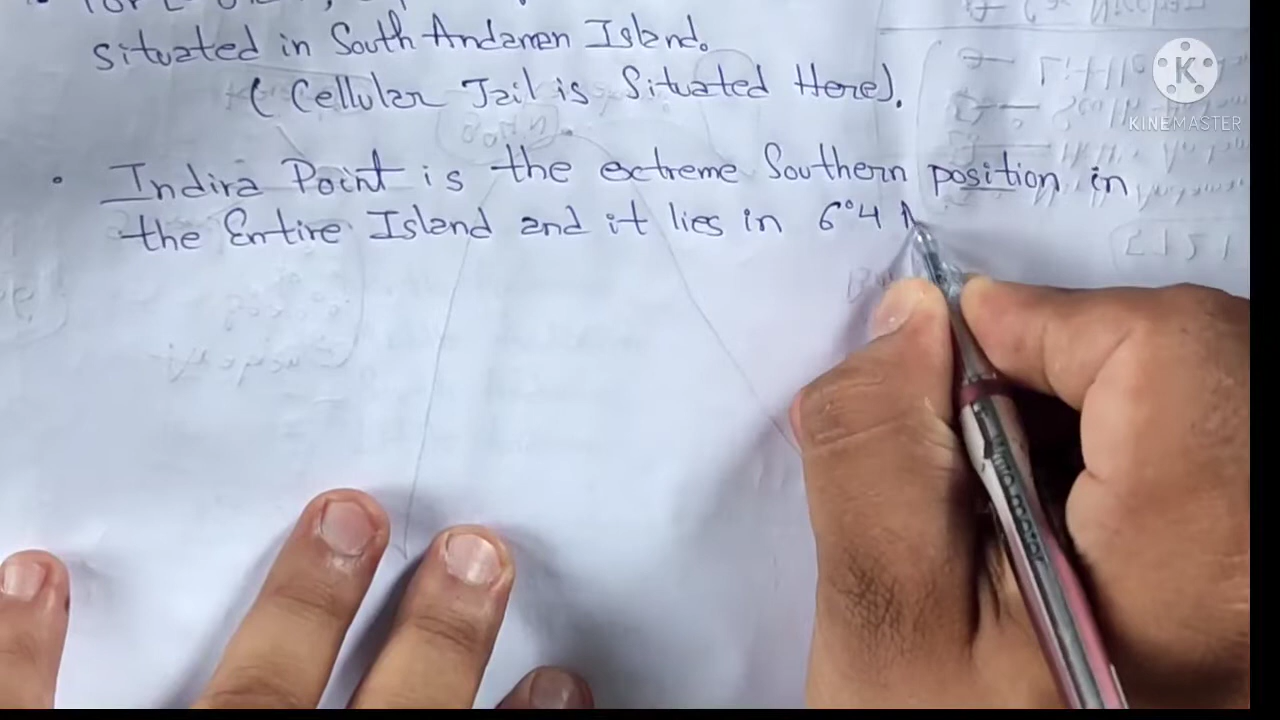 situated in South Andaman Island.
( Cellular Jail is Situated Here).
• Indira Point is the extreme Southern position in
the Entire Island and it lies in 6°4
K
KINEMASTER